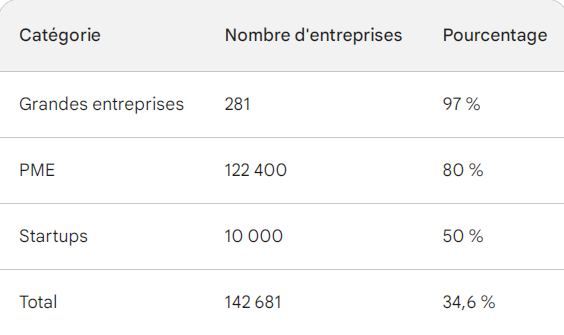 Catégorie Nombre d'entreprises Pourcentage
Grandes entreprises 281 97 %
PME 122 400 80 %
Startups 10 000 50 %
Total 142 681 34,6 %